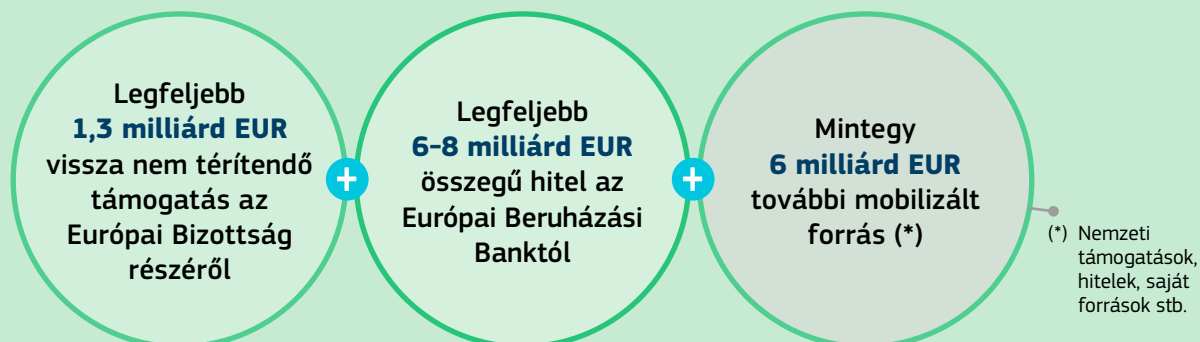 Legfeljebb
1,3 milliárd EUR
vissza nem térítendő
támogatás az
Európai Bizottság
részéről
+
Legfeljebb
6-8 milliárd EUR
összegű hitel az
Európai Beruházási
Banktól
+
Mintegy
6 milliárd EUR
további mobilizált
forrás (*)
(*) Nemzeti
támogatások,
hitelek, saját
források stb.